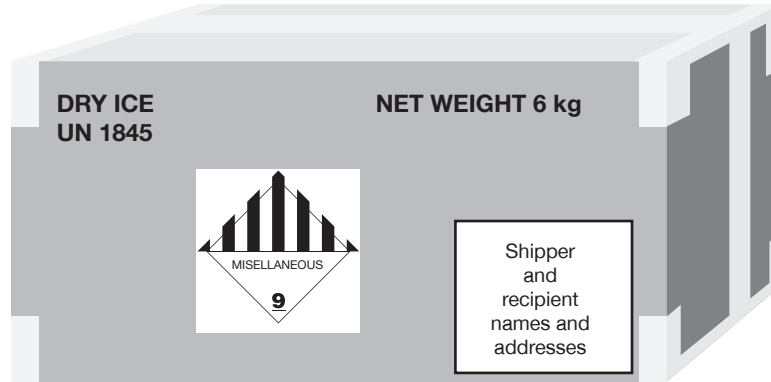 DRY ICE
UN 1845
NET WEIGHT 6 kg
MISELLANEOUS
9
Shipper
and
recipient
names and
addresses